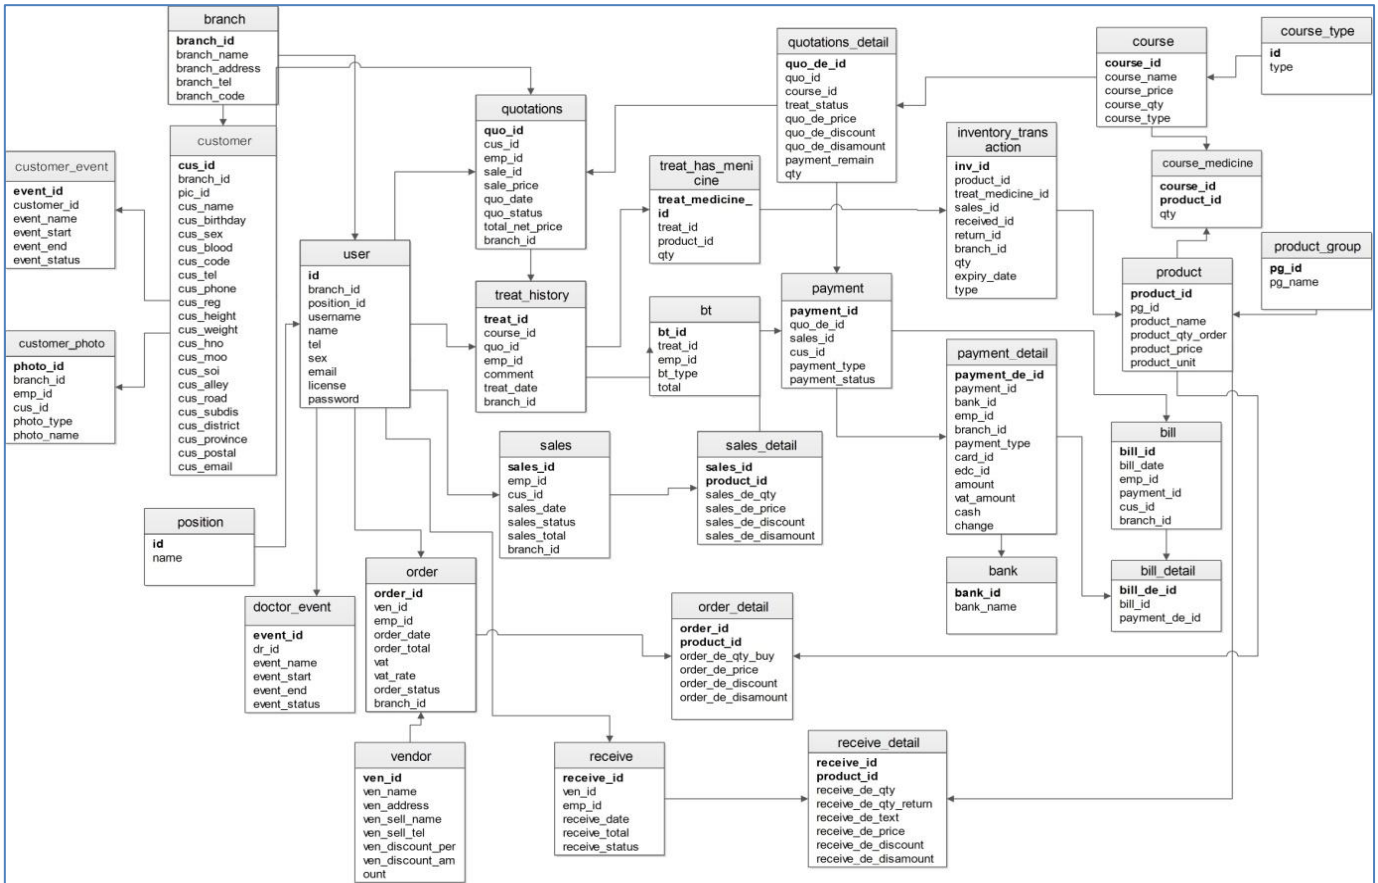 branch
branch_id
branch_name
branch_address
branch_tel
branch_code
customer
cus_id
branch_id
pic_id
cus_name
cus_birthday
cus_sex
cus_blood
cus_code
cus_tel
cus_phone
cus_reg
cus_height
cus_weight
cus_hno
cus_moo
cus_soi
cus_alley
cus_road
cus_subdis
cus_district
cus_province
cus_postal
cus_email
customer_event
event_id
customer_id
event_name
event_start
event_end
event_status
customer_photo
photo_id
branch_id
emp_id
cus_id
photo_type
photo_name
position
id
name
user
id
branch_id
position_id
username
name
tel
sex
email
license
password
doctor_event
event_id
dr_id
event_name
event_start
event_end
event_status
order
order_id
ven_id
emp_id
order_date
order_total
vat
vat_rate
order_status
branch_id
vendor
ven_id
ven_name
ven_address
ven_sell_name
ven_sell_tel
ven_discount_per
ven_discount_am
ount
quotations
quo_id
cus_id
emp_id
sale_id
sale_price
quo_date
quo_status
total_net_price
branch_id
treat_history
treat_id
course_id
quo_id
emp_id
comment
treat_date
branch_id
sales
sales_id
emp_id
cus_id
sales_date
sales_status
sales_total
branch_id
receive
receive_id
ven_id
emp_id
receive_date
receive_total
receive_status
treat_has_meni
cine
treat_medicine_
id
treat_id
product_id
qty
bt
bt_id
treat_id
emp_id
bt_type
total
sales_detail
sales_id
product_id
sales_de_qty
sales_de_price
sales_de_discount
sales_de_disamount
order_detail
order_id
product_id
order_de_qty_buy
order_de_price
order_de_discount
order_de_disamount
quotations_detail
quo_de_id
quo_id
course_id
treat_status
quo_de_price
quo_de_discount
quo_de_disamount
payment_remain
qty
payment
payment_id
quo_de_id
sales_id
cus_id
payment_type
payment_status
receive_detail
receive_id
product_id
receive_de_qty
receive_de_qty_return
receive_de_text
receive_de_price
receive_de_discount
receive_de_disamount
inventory_trans
action
inv_id
product_id
treat_medicine_id
sales_id
received_id
return_id
branch_id
qty
expiry_date
type
payment_detail
payment_de_id
payment_id
bank_id
emp_id
branch_id
payment_type
card_id
edc_id
amount
vat_amount
cash
change
bank
bank_id
bank_name
course
course_id
course_name
course_price
course_qty
course_type
course_type
id
type
course_medicine
course_id
product_id
qty
product
product_id
pg_id
product_name
product_qty_order
product_price
product_unit
product_group
pg_id
pg_name
bill
bill_id
bill_date
emp_id
payment_id
cus_id
branch_id
bill_detail
bill_de_id
bill_id
payment_de_id